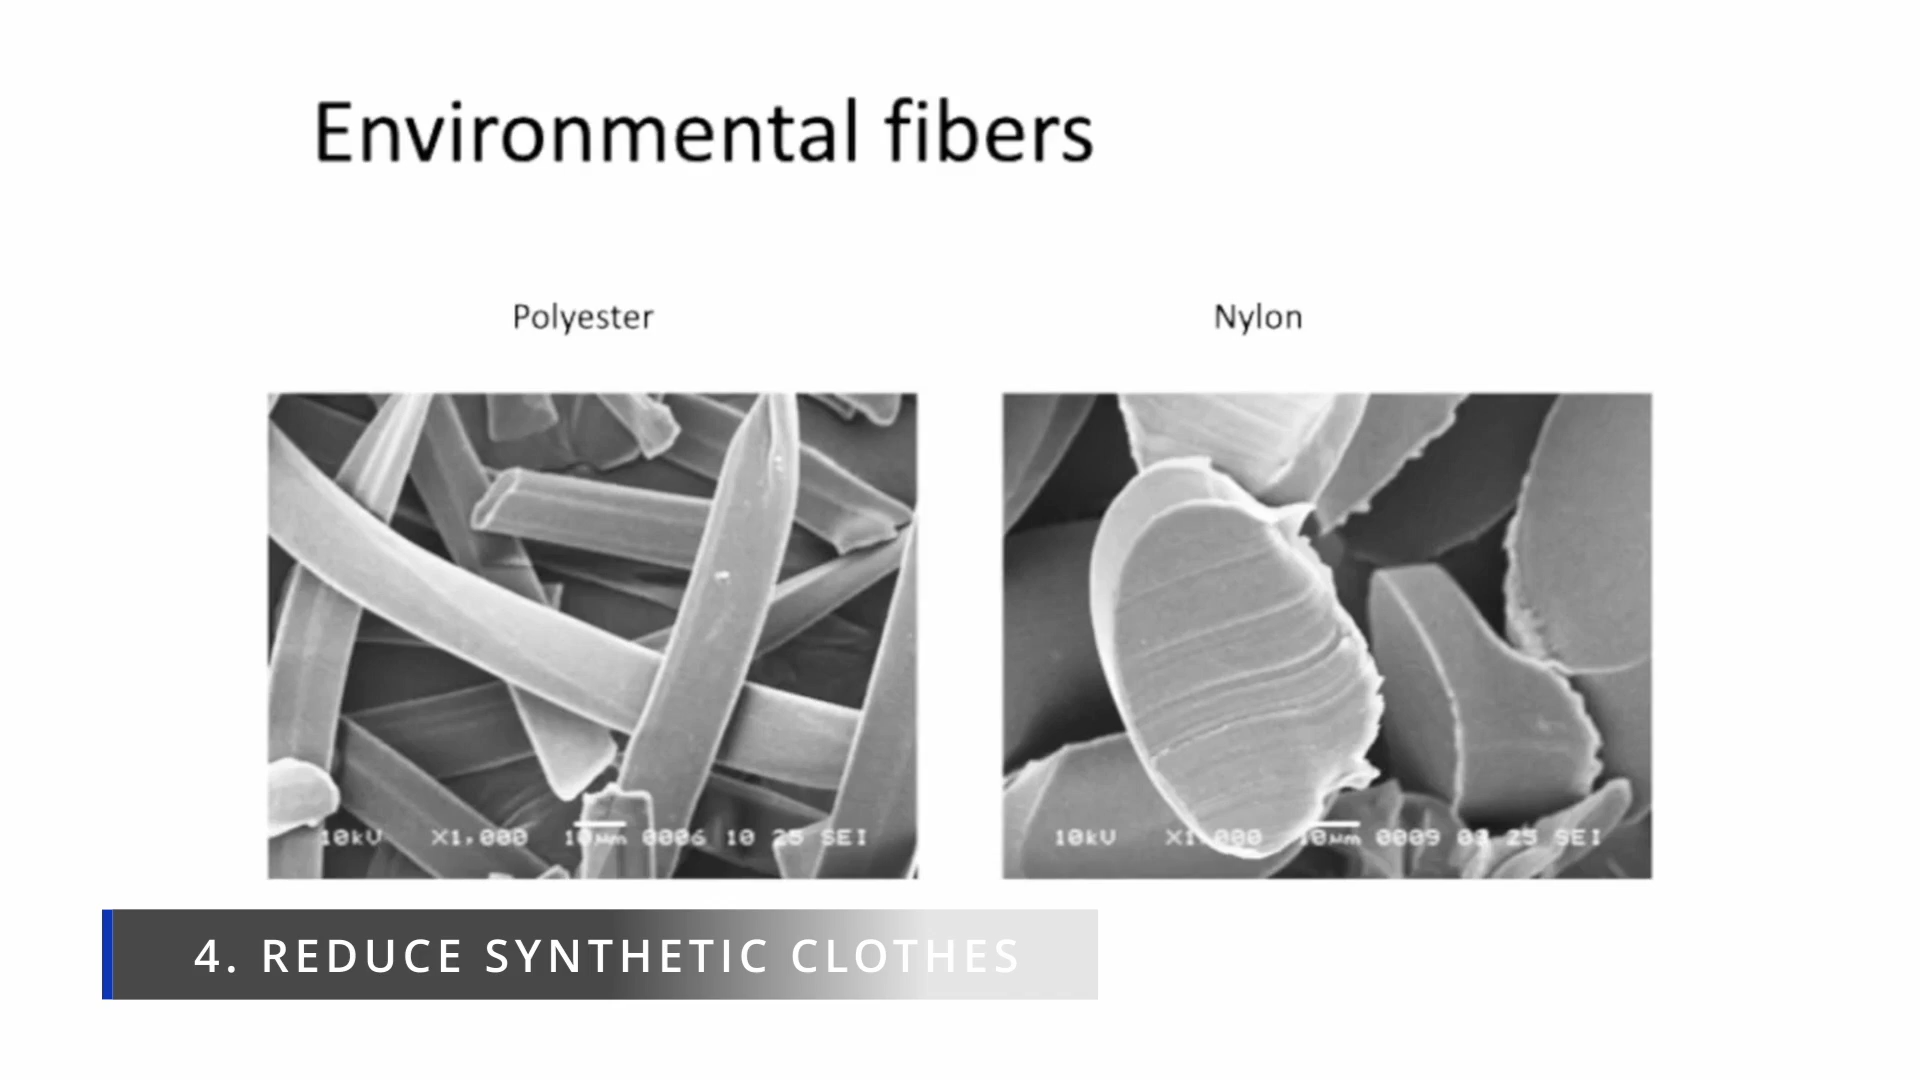 Environmental fibers
Polyester
Nylon
10kV X1,000 10µm 0006 10 25 SEI
10kV X1,000 10µm 0009 03 25 SEI
4. REDUCE SYNTHETIC CLOTHES